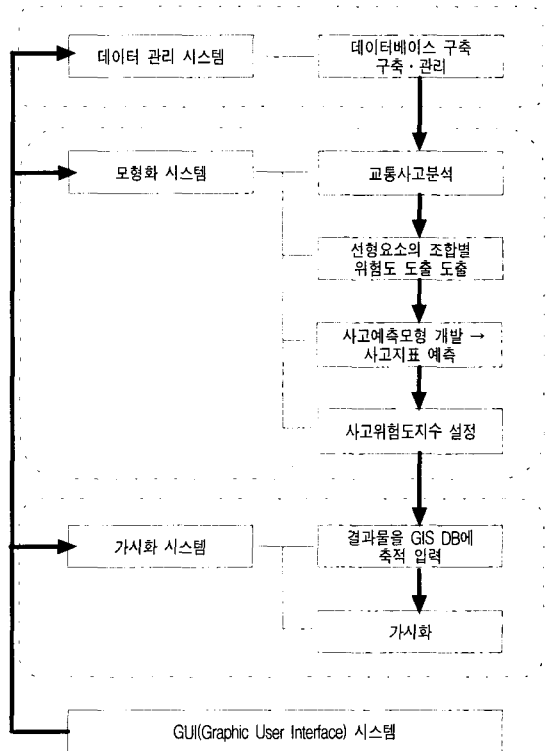 데이터 관리 시스템
데이터베이스 구축
구축·관리
모형화 시스템
교통사고분석
선형요소의 조합별
위험도 도출 도출
사고예측모형 개발 →
사고지표 예측
사고위험도지수 설정
가시화 시스템
결과물을 GIS DB에
축적 입력
가시화
GUI(Graphic User Interface) 시스템